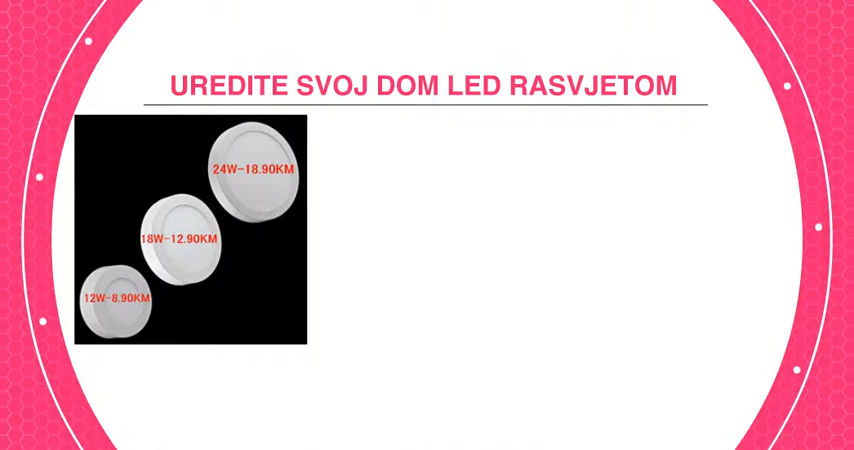 UREDITE SVOJ DOM LED RASVJETOM
24W-18.90KM
18W-12.90KM
12W-8.90KM